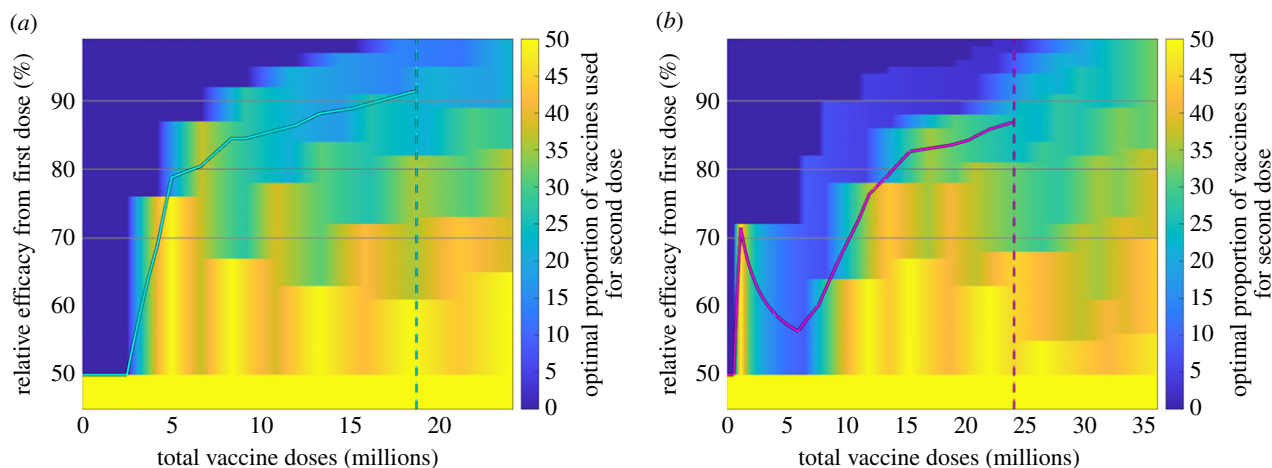 (a)
relative efficacy from first dose (%)
90
80
70
60
50
0 5 10 15 20
total vaccine doses (millions)
50
45
40
35
30
25
20
15
10
5
0
optimal proportion of vaccines used
for second dose
(b)
relative efficacy from first dose (%)
90
80
70
60
50
0 5 10 15 20 25 30 35
total vaccine doses (millions)
50
45
40
35
30
25
20
15
10
5
0
optimal proportion of vaccines used
for second dose